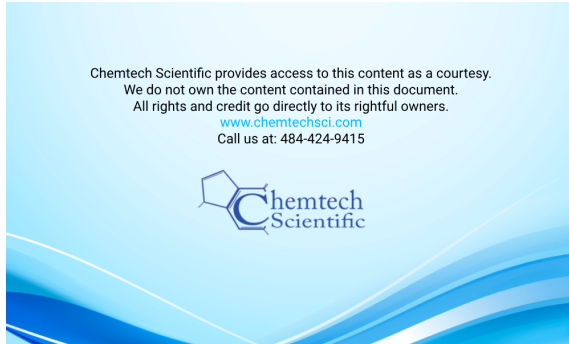 Chemtech Scientific provides access to this content as a courtesy.
We do not own the content contained in this document.
All rights and credit go directly to its rightful owners.
www.chemtechsci.com
Call us at: 484-424-9415
Chemtech
Scientific